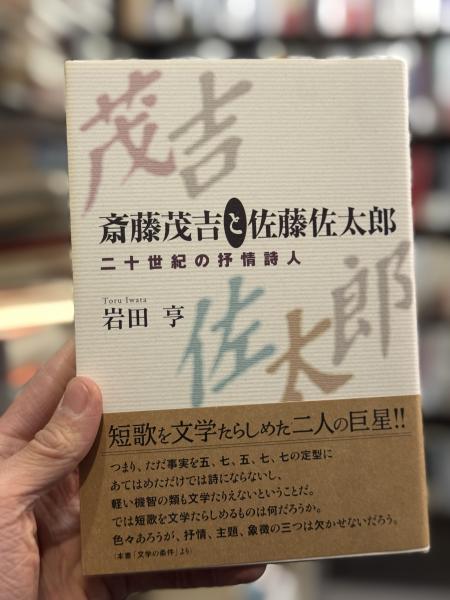 茂吉
斎藤茂吉と佐藤佐太郎
二十世紀の抒情詩人
Toru Iwata
岩田 亨
佐太郎
短歌を文学たらしめた二人の巨星!!
つまり、ただ事実を五、七、五、七、七の定型に
あてはめただけでは詩にならないし、
軽い機智の類も文学たりえないということだ。
では短歌を文学たらしめるものは何だろうか。
色々あろうが、抒情、主題、象徴の三つは欠かせないだろう。
（本書「文学の条件」より）